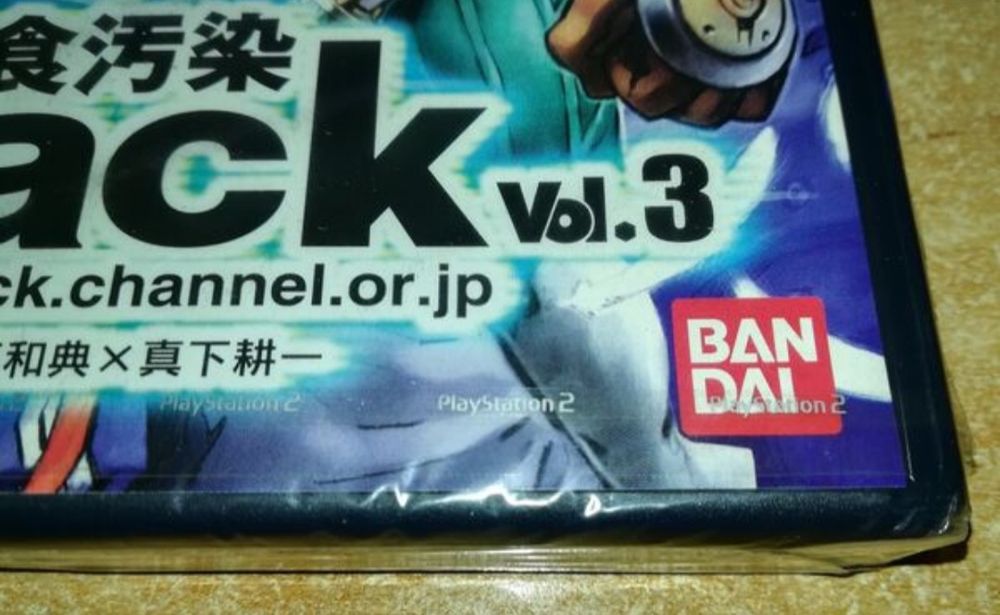 食汚染
ack Vol.3
ck.channel.or.jp
和典×真下耕一
BAN
DAI
PlayStation 2 PlayStation 2 PlayStation 2